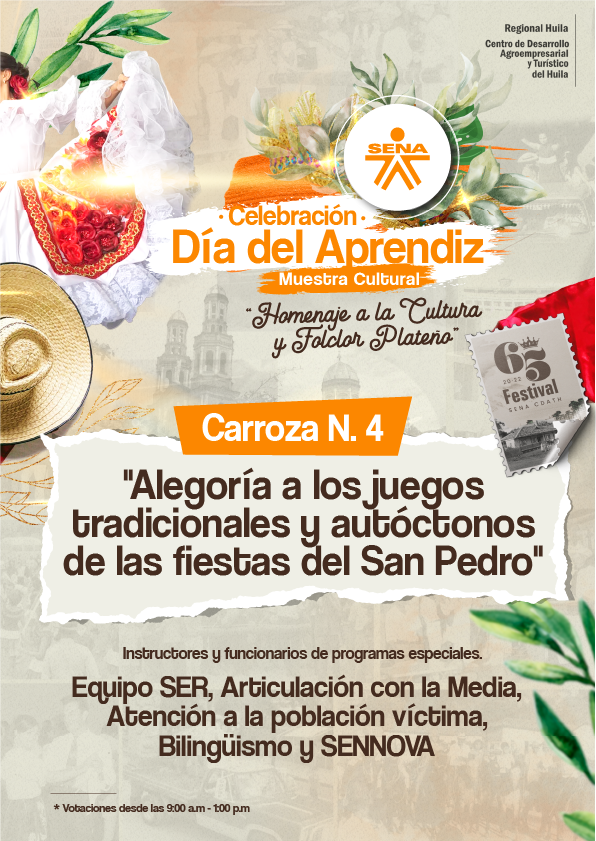 Regional Huila
Centro de Desarrollo
Agroempresarial
y Turístico
del Huila
SENA
· Celebración ·
Día del Aprendiz
Muestra Cultural
"Homenaje a la Cultura
y Folclor Plateño"
65
20-22
Festival
SENA CDATH
Carroza N. 4
"Alegoría a los juegos
tradicionales y autóctonos
de las fiestas del San Pedro"
Instructores y funcionarios de programas especiales.
Equipo SER, Articulación con la Media,
Atención a la población víctima,
Bilingüismo y SENNOVA
* Votaciones desde las 9:00 a.m - 1:00 p.m